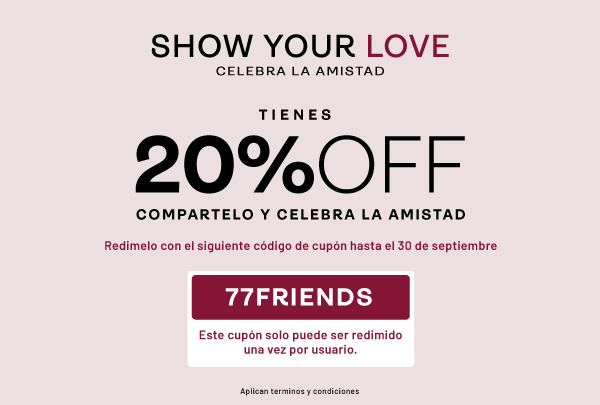 SHOW YOUR LOVE
CELEBRA LA AMISTAD
TIENES
20%OFF
COMPARTELO Y CELEBRA LA AMISTAD
Redimelo con el siguiente código de cupón hasta el 30 de septiembre
77FRIENDS
Este cupón solo puede ser redimido
una vez por usuario.
Aplican terminos y condiciones